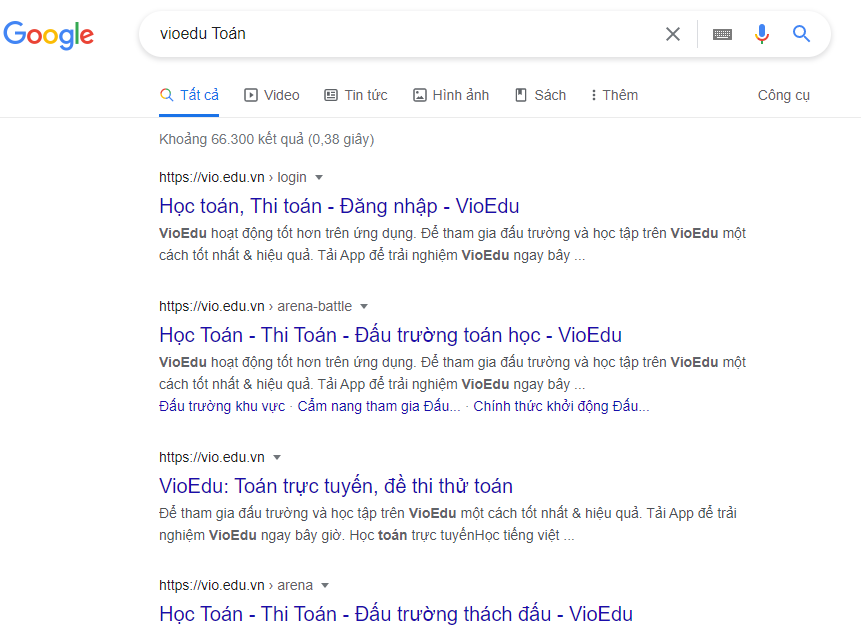 Google
vioedu Toán
Tất cả Video Tin tức Hình ảnh Sách Thêm Công cụ
Khoảng 66.300 kết quả (0,38 giây)
https://vio.edu.vn › login
Học toán, Thi toán - Đăng nhập - VioEdu
VioEdu hoạt động tốt hơn trên ứng dụng. Để tham gia đấu trường và học tập trên VioEdu một
cách tốt nhất & hiệu quả. Tải App để trải nghiệm VioEdu ngay bây ...
https://vio.edu.vn › arena-battle
Học Toán - Thi Toán - Đấu trường toán học - VioEdu
VioEdu hoạt động tốt hơn trên ứng dụng. Để tham gia đấu trường và học tập trên VioEdu một
cách tốt nhất & hiệu quả. Tải App để trải nghiệm VioEdu ngay bây ...
Đấu trường khu vực · Cẩm nang tham gia Đấu... · Chính thức khởi động Đấu...
https://vio.edu.vn
VioEdu: Toán trực tuyến, đề thi thử toán
Để tham gia đấu trường và học tập trên VioEdu một cách tốt nhất & hiệu quả. Tải App để trải
nghiệm VioEdu ngay bây giờ. Học toán trực tuyếnHọc tiếng việt ...
https://vio.edu.vn › arena
Học Toán - Thi Toán - Đấu trường thách đấu - VioEdu